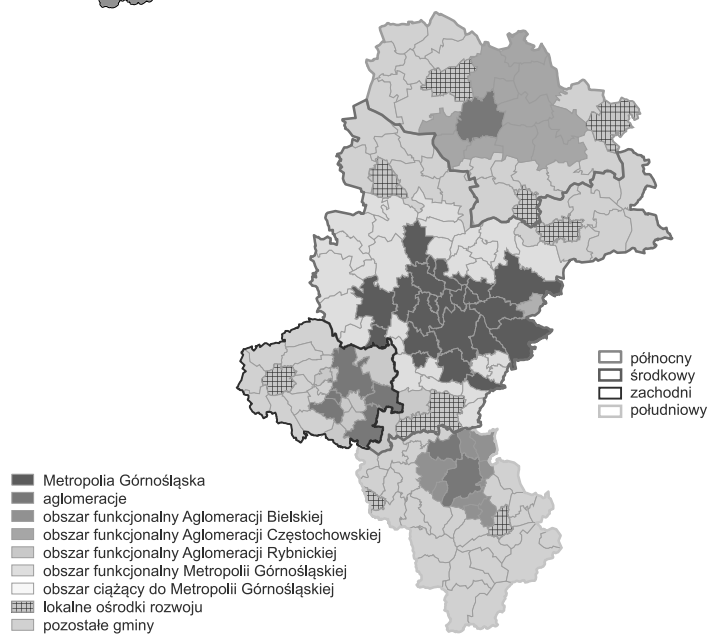 północny
środkowy
zachodni
południowy
Metropolia Górnośląska
aglomeracje
obszar funkcjonalny Aglomeracji Bielskiej
obszar funkcjonalny Aglomeracji Częstochowskiej
obszar funkcjonalny Aglomeracji Rybnickiej
obszar funkcjonalny Metropolii Górnośląskiej
obszar ciążący do Metropolii Górnośląskiej
lokalne ośrodki rozwoju
pozostałe gminy